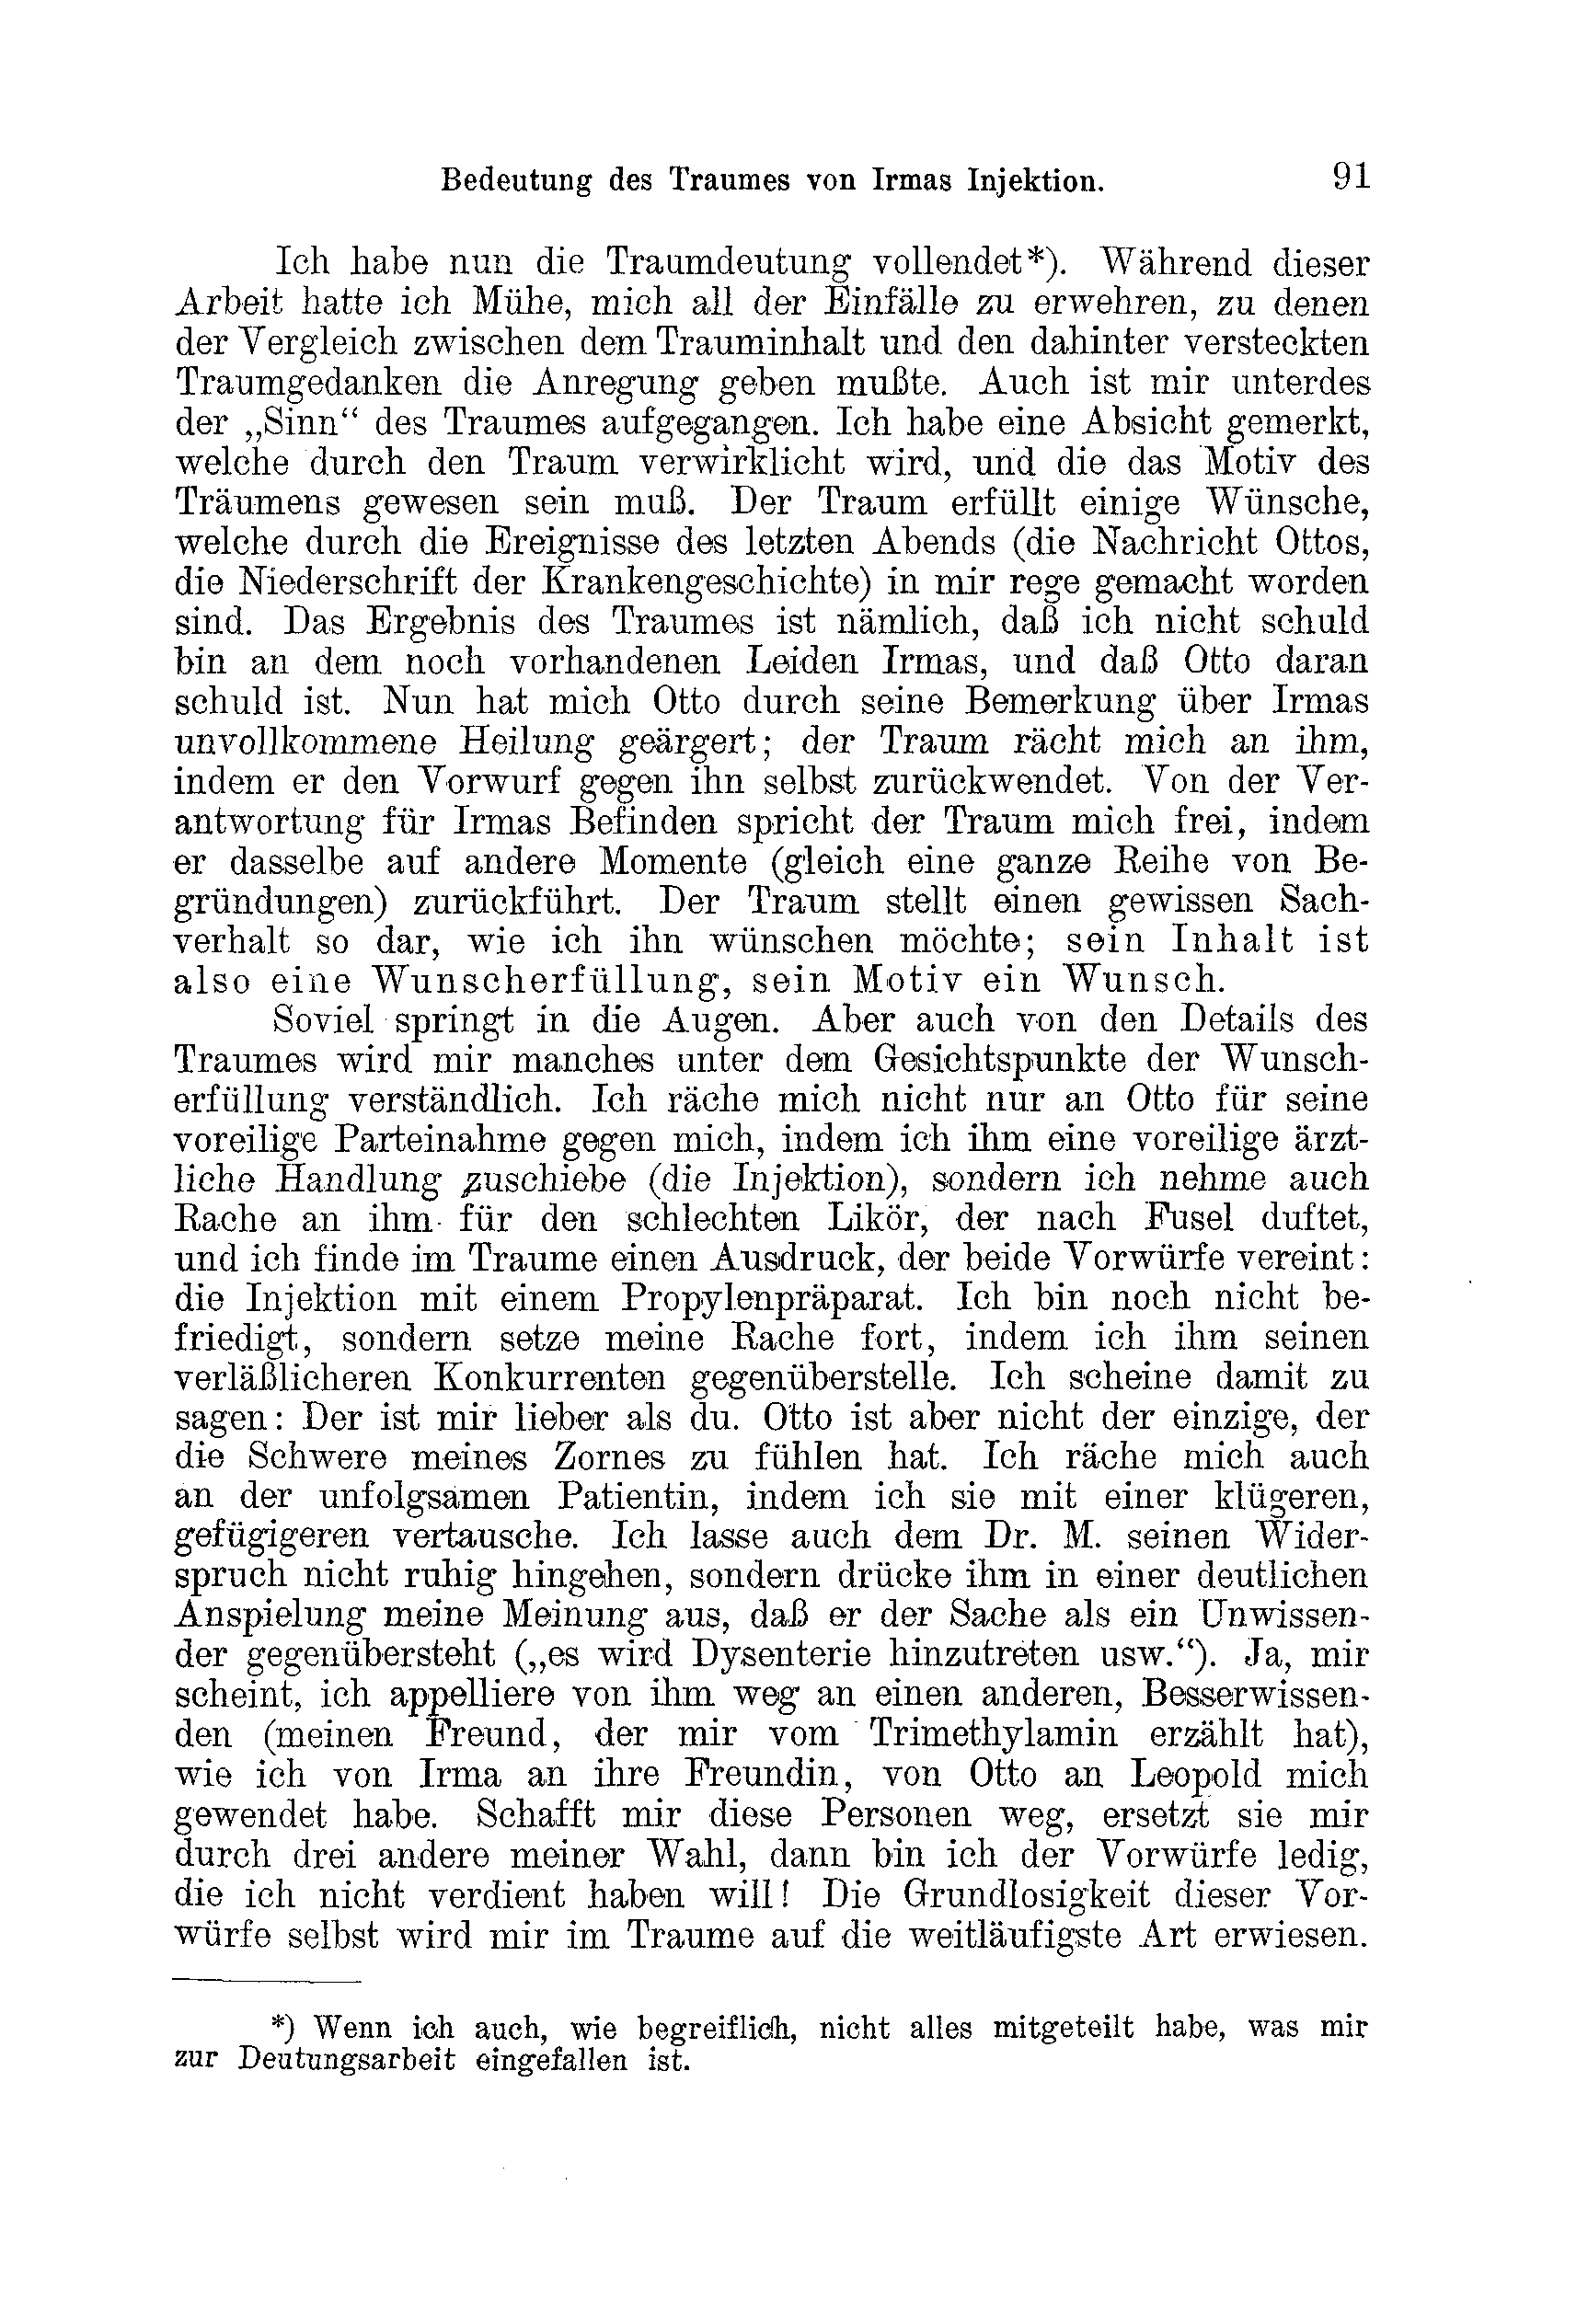 Bedeutung des Traumes von Irmas Injektion. 91
Ich habe nun die Traumdeutung vollendet*). Während dieser
Arbeit hatte ich Mühe, mich all der Einfälle zu erwehren, zu denen
der Vergleich zwischen dem Trauminhalt und den dahinter versteckten
Traumgedanken die Anregung geben mußte. Auch ist mir unterdes
der „Sinn“ des Traumes aufgegangen. Ich habe eine Absicht gemerkt,
welche durch den Traum verwirklicht wird, und die das Motiv des
Träumens gewesen sein muß. Der Traum erfüllt einige Wünsche,
welche durch die Ereignisse des letzten Abends (die Nachricht Ottos,
die Niederschrift der Krankengeschichte) in mir rege gemacht worden
sind. Das Ergebnis des Traumes ist nämlich, daß ich nicht schuld
bin an dem noch vorhandenen Leiden Irmas, und daß Otto daran
schuld ist. Nun hat mich Otto durch seine Bemerkung über Irmas
unvollkommene Heilung geärgert; der Traum rächt mich an ihm,
indem er den Vorwurf gegen ihn selbst zurückwendet. Von der Ver-
antwortung für Irmas Befinden spricht der Traum mich frei, indem
er dasselbe auf andere Momente (gleich eine ganze Reihe von Be-
gründungen) zurückführt. Der Traum stellt einen gewissen Sach-
verhalt so dar, wie ich ihn wünschen möchte; sein Inhalt ist
also eine Wunscherfüllung, sein Motiv ein Wunsch.
Soviel springt in die Augen. Aber auch von den Details des
Traumes wird mir manches unter dem Gesichtspunkte der Wunsch-
erfüllung verständlich. Ich räche mich nicht nur an Otto für seine
voreilige Parteinahme gegen mich, indem ich ihm eine voreilige ärzt-
liche Handlung zuschiebe (die Injektion), sondern ich nehme auch
Rache an ihm für den schlechten Likör, der nach Fusel duftet,
und ich finde im Traume einen Ausdruck, der beide Vorwürfe vereint:
die Injektion mit einem Propylenpräparat. Ich bin noch nicht be-
friedigt, sondern setze meine Rache fort, indem ich ihm seinen
verläßlicheren Konkurrenten gegenüberstelle. Ich scheine damit zu
sagen: Der ist mir lieber als du. Otto ist aber nicht der einzige, der
die Schwere meines Zornes zu fühlen hat. Ich räche mich auch
an der unfolgsamen Patientin, indem ich sie mit einer klügeren,
gefügigeren vertausche. Ich lasse auch dem Dr. M. seinen Wider-
spruch nicht ruhig hingehen, sondern drücke ihm in einer deutlichen
Anspielung meine Meinung aus, daß er der Sache als ein Unwissen-
der gegenübersteht („es wird Dysenterie hinzutreten usw.“). Ja, mir
scheint, ich appelliere von ihm weg an einen anderen, Besserwissen-
den (meinen Freund, der mir vom Trimethylamin erzählt hat),
wie ich von Irma an ihre Freundin, von Otto an Leopold mich
gewendet habe. Schafft mir diese Personen weg, ersetzt sie mir
durch drei andere meiner Wahl, dann bin ich der Vorwürfe ledig,
die ich nicht verdient haben will! Die Grundlosigkeit dieser Vor-
würfe selbst wird mir im Traume auf die weitläufigste Art erwiesen.
*) Wenn ich auch, wie begreiflich, nicht alles mitgeteilt habe, was mir
zur Deutungsarbeit eingefallen ist.